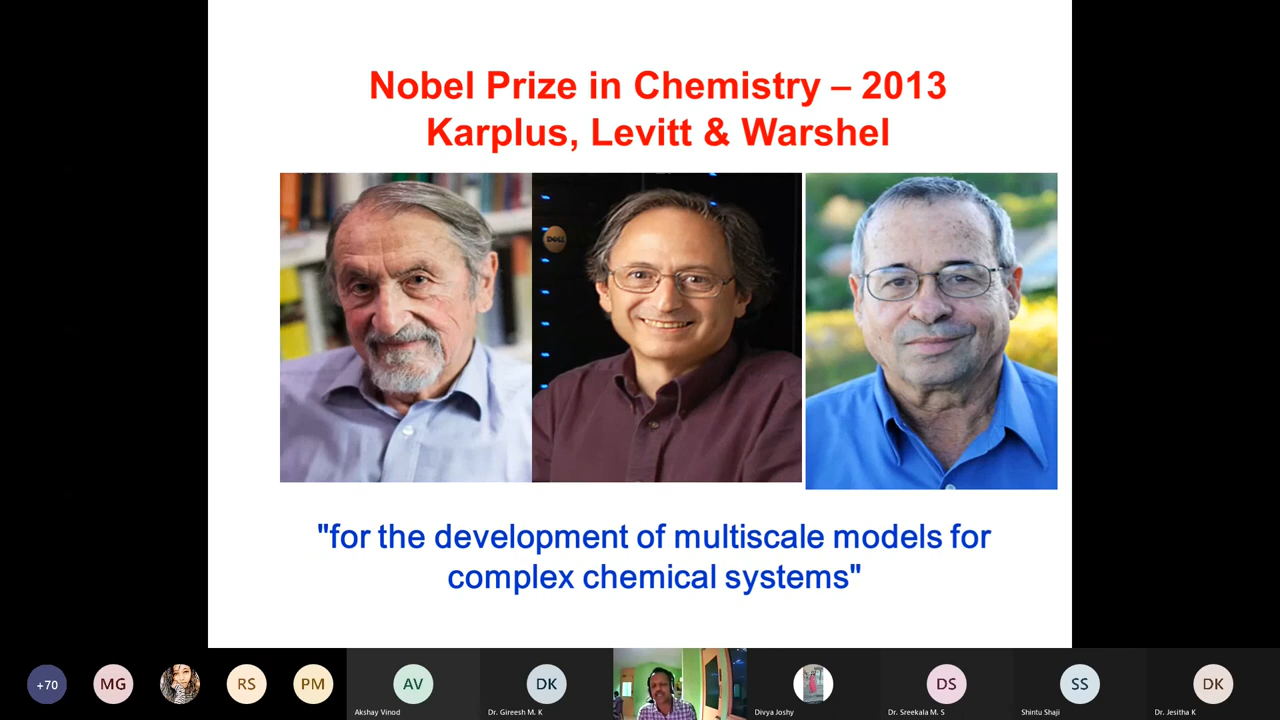 Nobel Prize in Chemistry – 2013
Karplus, Levitt & Warshel
DELL
"for the development of multiscale models for
complex chemical systems"
+70
MG
RS
PM
AV
Akshay Vinod
DK
Dr. Gireesh M. K
Divya Joshy
DS
Dr. Sreekala M. S
SS
Shintu Shaji
DK
Dr. Jesitha K